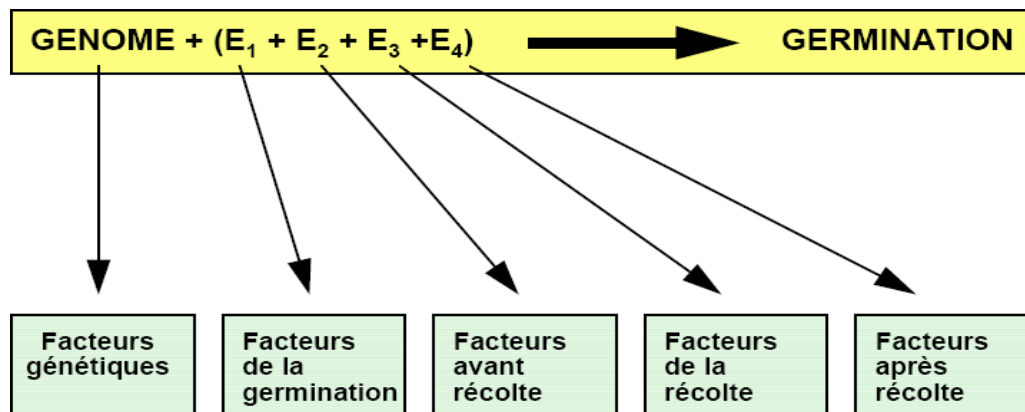 GENOME + (E₁ + E₂ + E₃ +E₄) GERMINATION
Facteurs
génétiques
Facteurs
de la
germination
Facteurs
avant
récolte
Facteurs
de la
récolte
Facteurs
après
récolte